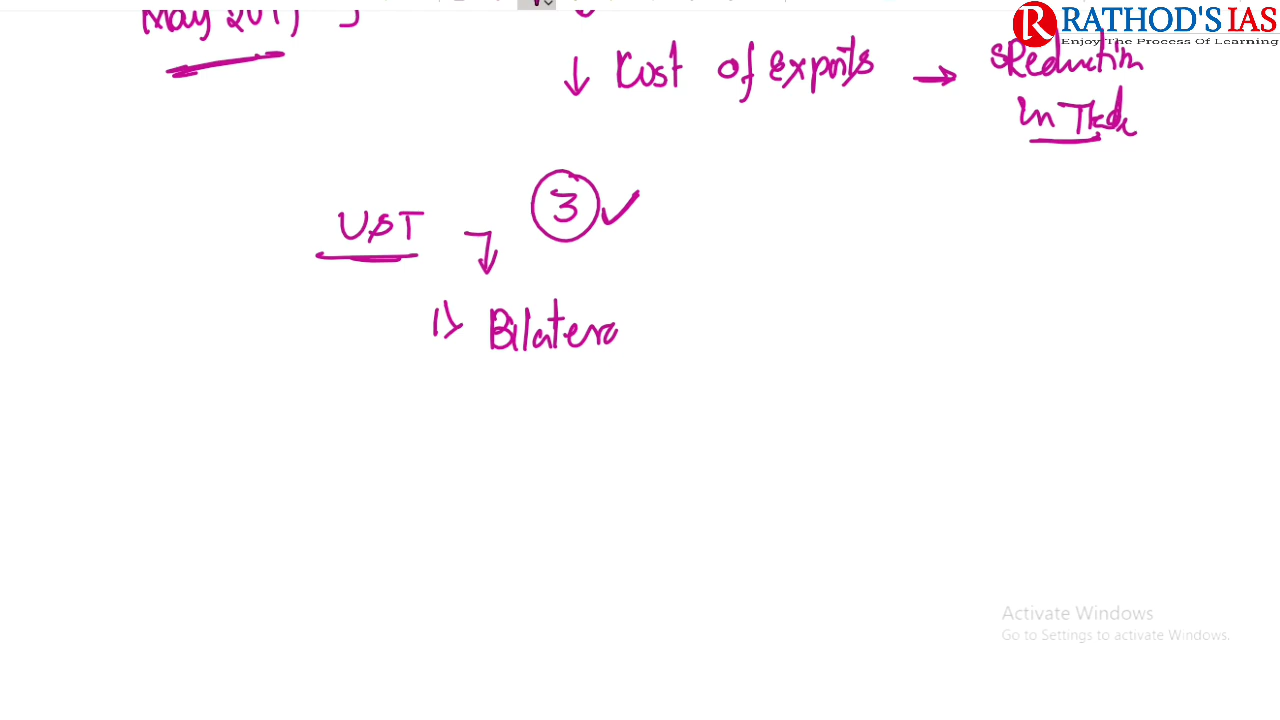 RATHOD'S IAS
Enjoy The Process Of Learning
May 2019
↓ Cost of exports → Reduction
in Trade
3 ✓
UST
1) Bilatera
Activate Windows
Go to Settings to activate Windows.